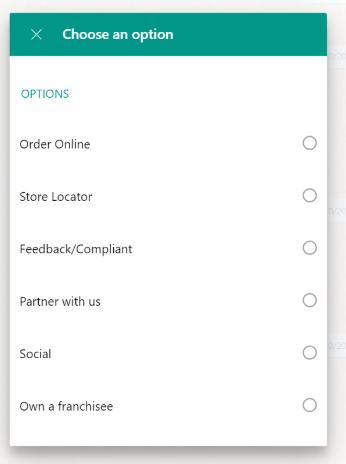 Choose an option
OPTIONS
Order Online
Store Locator
Feedback/Compliant
Partner with us
Social
Own a franchisee